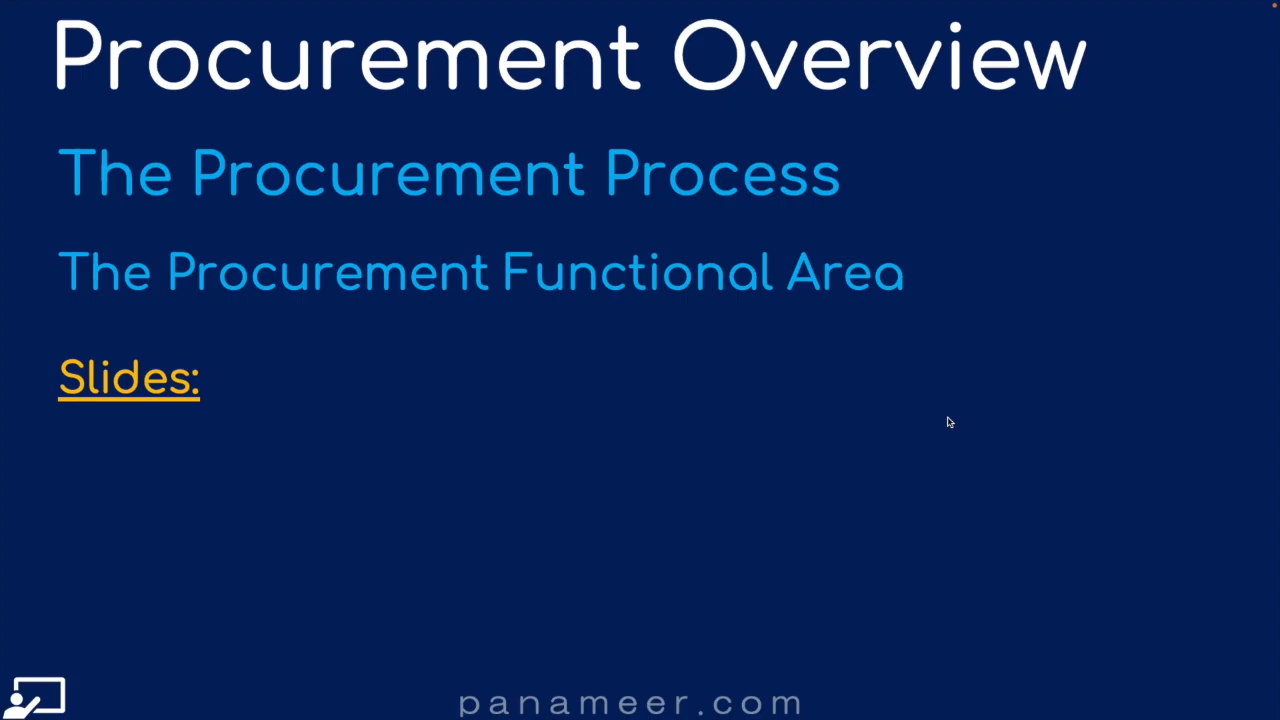 Procurement Overview
The Procurement Process
The Procurement Functional Area
Slides:
panameer.com